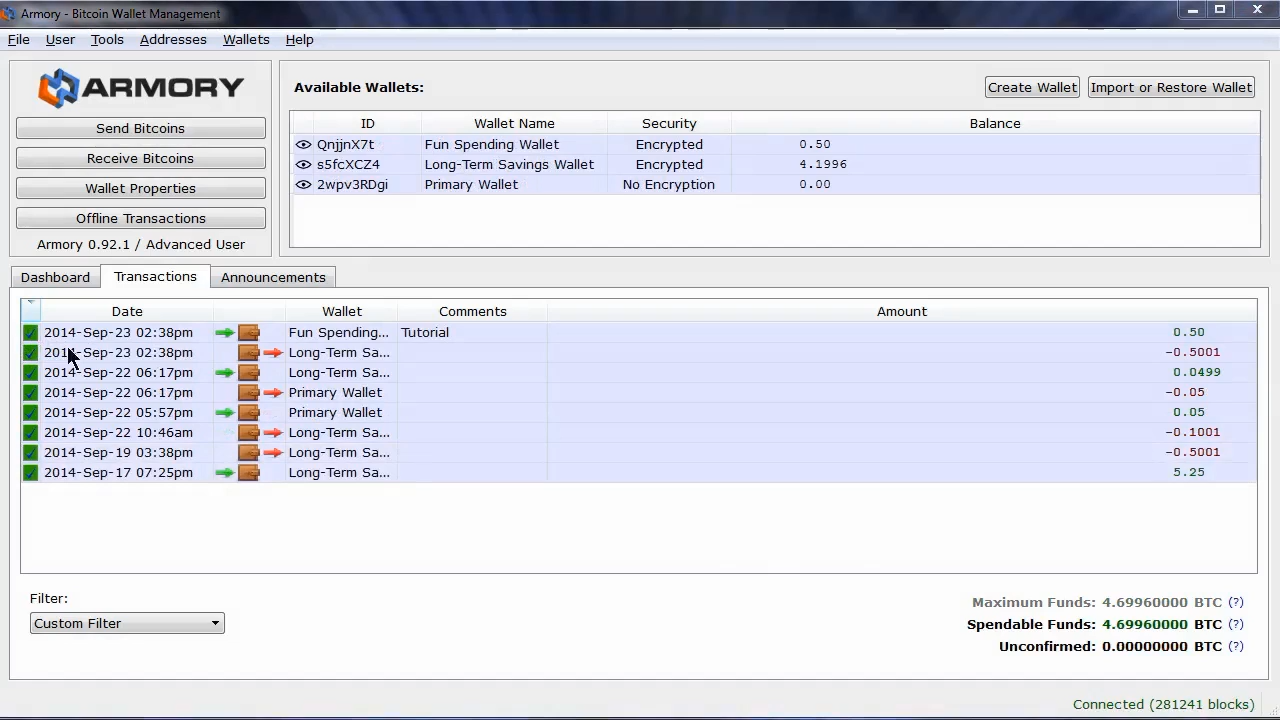 Armory - Bitcoin Wallet Management
File User Tools Addresses Wallets Help
ARMORY
Send Bitcoins
Receive Bitcoins
Wallet Properties
Offline Transactions
Armory 0.92.1 / Advanced User
Available Wallets:
Create Wallet
Import or Restore Wallet
ID Wallet Name Security Balance
QnjjnX7t Fun Spending Wallet Encrypted 0.50
s5fcXCZ4 Long-Term Savings Wallet Encrypted 4.1996
2wpv3RDgi Primary Wallet No Encryption 0.00
Dashboard Transactions Announcements
Date Wallet Comments Amount
2014-Sep-23 02:38pm Fun Spending... Tutorial 0.50
2014-Sep-23 02:38pm Long-Term Sa... -0.5001
2014-Sep-22 06:17pm Long-Term Sa... 0.0499
2014-Sep-22 06:17pm Primary Wallet -0.05
2014-Sep-22 05:57pm Primary Wallet 0.05
2014-Sep-22 10:46am Long-Term Sa... -0.1001
2014-Sep-19 03:38pm Long-Term Sa... -0.5001
2014-Sep-17 07:25pm Long-Term Sa... 5.25
Filter:
Custom Filter
Maximum Funds: 4.69960000 BTC (?)
Spendable Funds: 4.69960000 BTC (?)
Unconfirmed: 0.00000000 BTC (?)
Connected (281241 blocks)